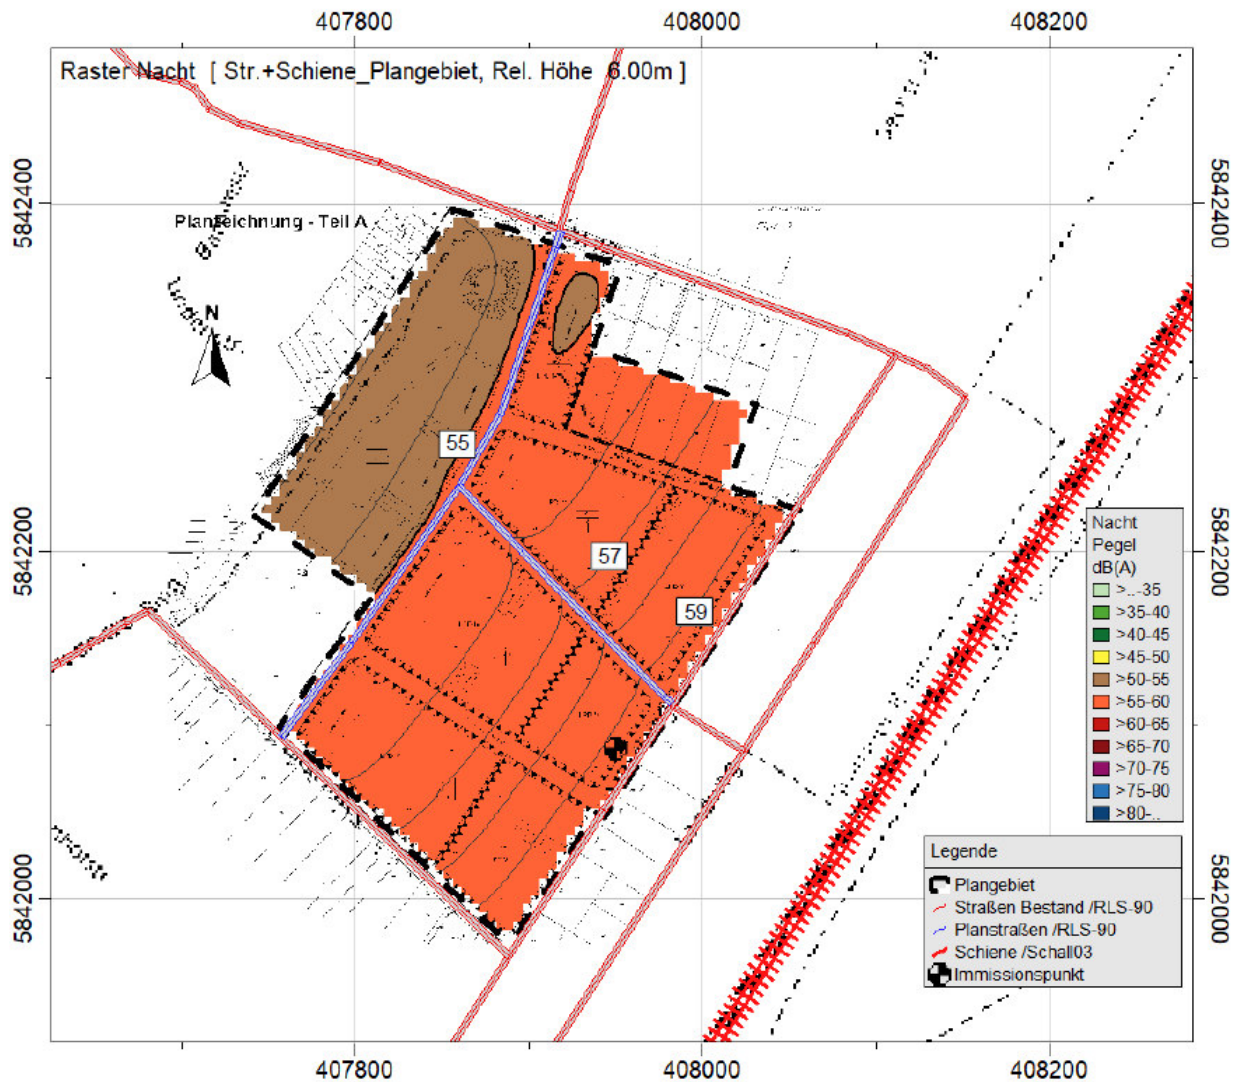 407800
408000
408200
Raster Nacht [ Str.+Schiene_Plangebiet, Rel. Höhe 6.00m ]
5842400
5842400
Planzeichnung - Teil A
N
55
57
59
5842200
5842200
Nacht
Pegel
dB(A)
>...-35
>35-40
>40-45
>45-50
>50-55
>55-60
>60-65
>65-70
>70-75
>75-80
>80-..
Legende
Plangebiet
Straßen Bestand /RLS-90
Planstraßen /RLS-90
Schiene /Schall03
Immissionspunkt
5842000
5842000
407800
408000
408200